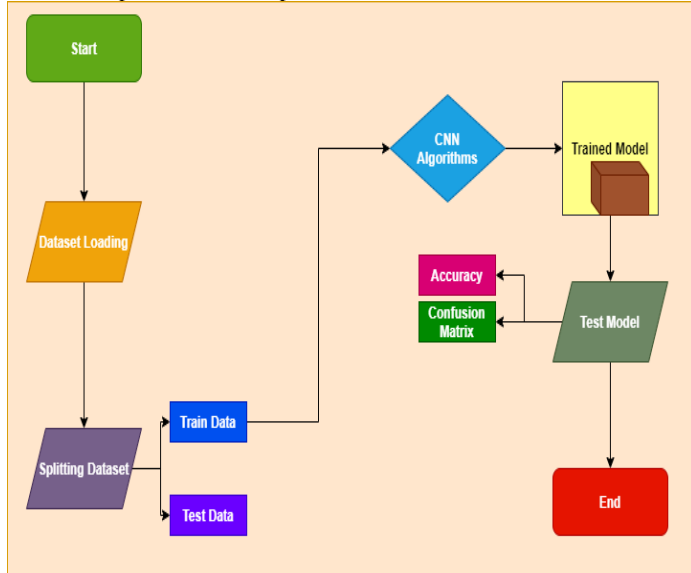 Start
Dataset Loading
Splitting Dataset
Train Data
Test Data
CNN
Algorithms
Trained Model
Test Model
Accuracy
Confusion
Matrix
End